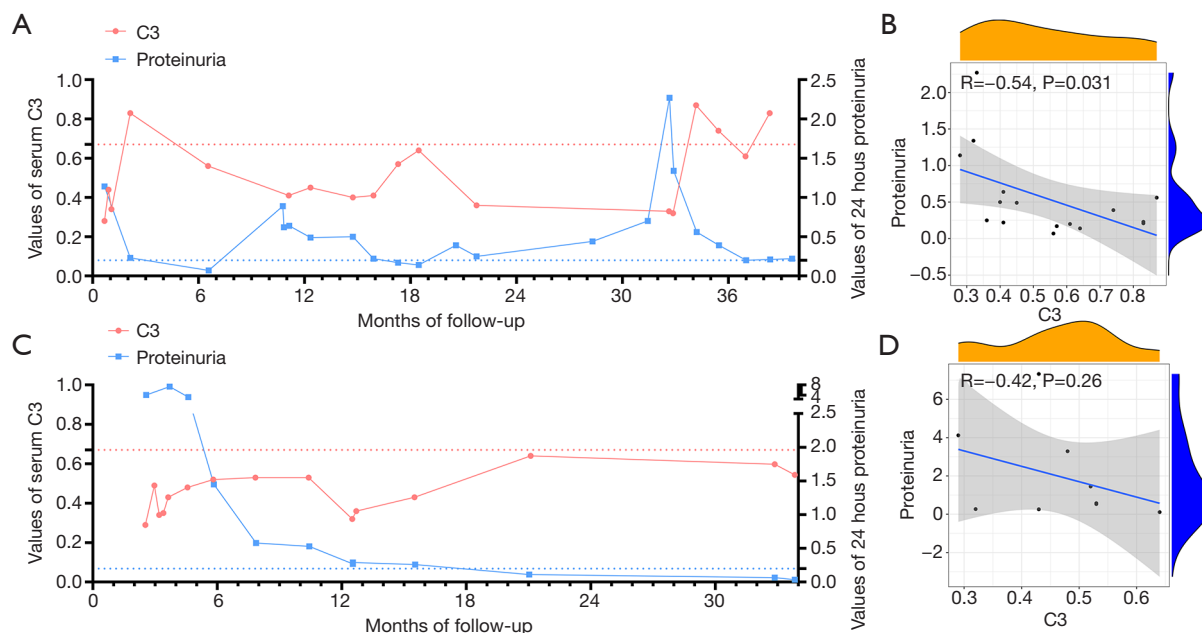 A
C3
Proteinuria
Values of serum C3
1.0
0.8
0.6
0.4
0.2
0.0
2.5
2.0
1.5
1.0
0.5
0.2
0.0
Values of 24 hous proteinuria
0 6 12 18 24 30 36
Months of follow-up
B
R=−0.54, P=0.031
Proteinuria
2.0
1.5
1.0
0.5
0.0
−0.5
0.3 0.4 0.5 0.6 0.7 0.8
C3
C
C3
Proteinuria
Values of serum C3
1.0
0.8
0.6
0.4
0.2
0.0
8
4
2.5
2.0
1.5
1.0
0.5
0.2
0.0
Values of 24 hous proteinuria
0 6 12 18 24 30
Months of follow-up
D
R=−0.42, P=0.26
Proteinuria
6
4
2
0
−2
0.3 0.4 0.5 0.6
C3